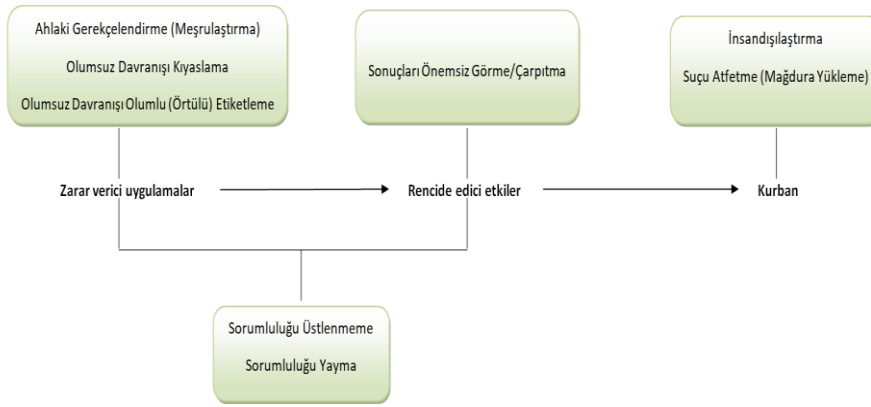 Ahlaki Gerekçelendirme (Meşrulaştırma)
Olumsuz Davranışı Kıyaslama
Olumsuz Davranışı Olumlu (Örtülü) Etiketleme
Sonuçları Önemsiz Görme/Çarpıtma
İnsandışılaştırma
Suçu Atfetme (Mağdura Yükleme)
Zarar verici uygulamalar
Rencide edici etkiler
Kurban
Sorumluluğu Üstlenmeme
Sorumluluğu Yayma